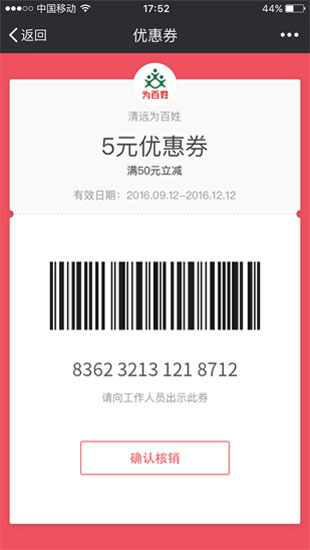 中国移动 17:52 44%
返回 优惠券
为百姓
清远为百姓
5元优惠券
满50元立减
有效日期：2016.09.12~2016.12.12
8362 3213 121 8712
请向工作人员出示此券
确认核销